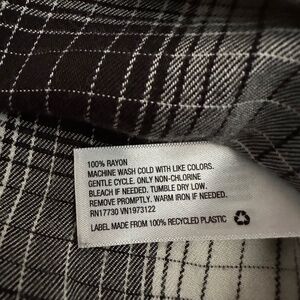 100% RAYON
MACHINE WASH COLD WITH LIKE COLORS.
GENTLE CYCLE. ONLY NON-CHLORINE
BLEACH IF NEEDED. TUMBLE DRY LOW.
REMOVE PROMPTLY. WARM IRON IF NEEDED.
RN17730 VN1973122
LABEL MADE FROM 100% RECYCLED PLASTIC